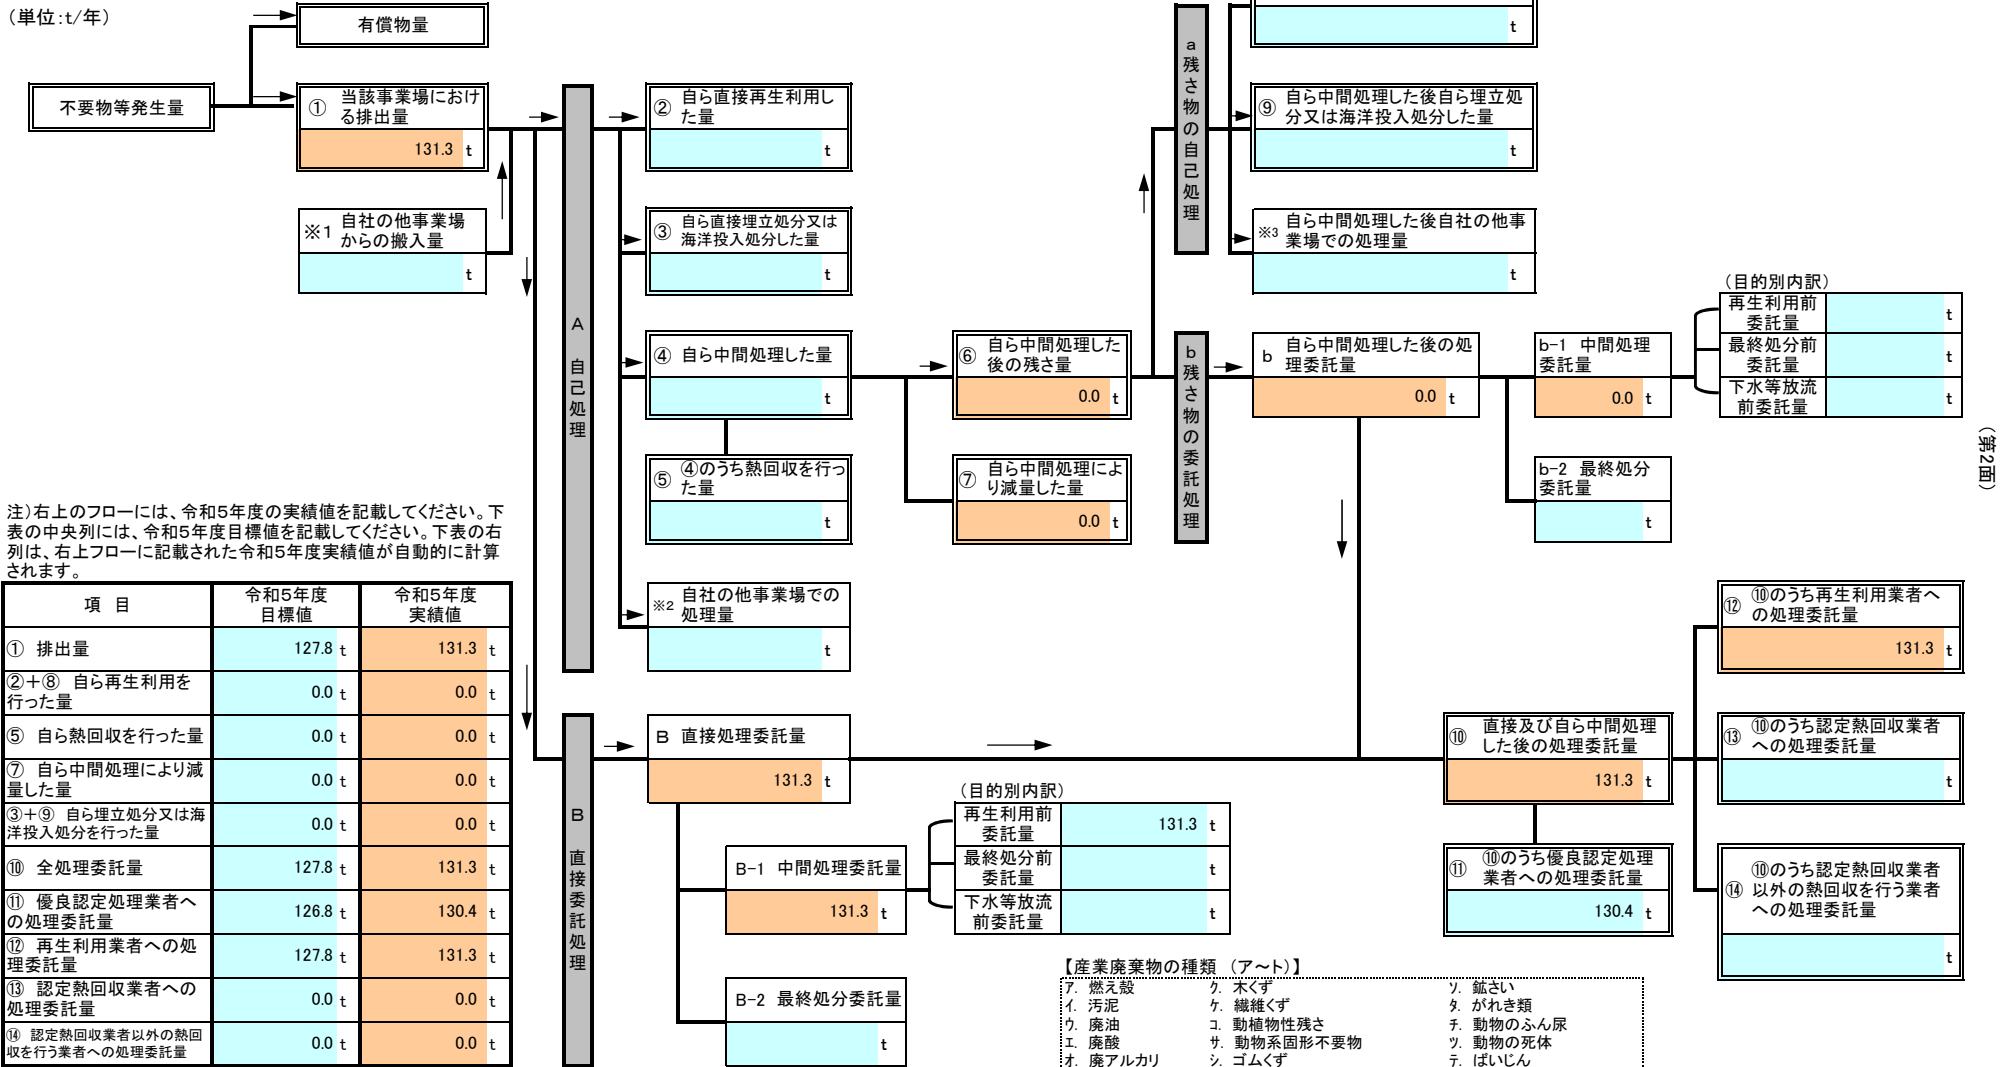 （単位:t/年）
有償物量
t
不要物等発生量
① 当該事業場におけ
る排出量
131.3 t
※1 自社の他事業場
からの搬入量
t
A 自己処理
② 自ら直接再生利用し
た量
t
③ 自ら直接埋立処分又は
海洋投入処分した量
t
④ 自ら中間処理した量
t
⑤ ④のうち熱回収を行っ
た量
t
※2 自社の他事業場での
処理量
t
⑥ 自ら中間処理した
後の残さ量
0.0 t
⑦ 自ら中間処理によ
り減量した量
0.0 t
a残さ物の自己処理
⑨ 自ら中間処理した後自ら埋立処
分又は海洋投入処分した量
t
※3 自ら中間処理した後自社の他事
業場での処理量
t
b残さ物の委託処理
b 自ら中間処理した後の処
理委託量
0.0 t
b-1 中間処理
委託量
0.0 t
b-2 最終処分
委託量
t
（目的別内訳）
再生利用前
委託量 t
最終処分前
委託量 t
下水等放流
前委託量 t
（第2面）
注）右上のフローには、令和5年度の実績値を記載してください。下
表の中央列には、令和5年度目標値を記載してください。下表の右
列は、右上フローに記載された令和5年度実績値が自動的に計算
されます。
項 目 令和5年度 目標値 令和5年度 実績値
① 排出量 127.8 t 131.3 t
②＋⑧ 自ら再生利用を
行った量 0.0 t 0.0 t
⑤ 自ら熱回収を行った量 0.0 t 0.0 t
⑦ 自ら中間処理により減
量した量 0.0 t 0.0 t
③＋⑨ 自ら埋立処分又は海
洋投入処分を行った量 0.0 t 0.0 t
⑩ 全処理委託量 127.8 t 131.3 t
⑪ 優良認定処理業者へ
の処理委託量 126.8 t 130.4 t
⑫ 再生利用業者への処
理委託量 127.8 t 131.3 t
⑬ 認定熱回収業者への
処理委託量 0.0 t 0.0 t
⑭ 認定熱回収業者以外の熱回
収を行う業者への処理委託量 0.0 t 0.0 t
B 直接委託処理
B 直接処理委託量
131.3 t
B-1 中間処理委託量
131.3 t
B-2 最終処分委託量
t
（目的別内訳）
再生利用前
委託量 131.3 t
最終処分前
委託量 t
下水等放流
前委託量 t
⑩ 直接及び自ら中間処理
した後の処理委託量
131.3 t
⑪ ⑩のうち優良認定処理
業者への処理委託量
130.4 t
⑫ ⑩のうち再生利用業者へ
の処理委託量
131.3 t
⑬ ⑩のうち認定熱回収業者
への処理委託量
t
⑭ ⑩のうち認定熱回収業者
以外の熱回収を行う業者
への処理委託量
t
【産業廃棄物の種類 （ア～ト）】
ア. 燃え殻 ク. 木くず ソ. 鉱さい
イ. 汚泥 ケ. 繊維くず タ. がれき類
ウ. 廃油 コ. 動植物性残さ チ. 動物のふん尿
エ. 廃酸 サ. 動物系固形不要物 ツ. 動物の死体
オ. 廃アルカリ シ. ゴムくず テ. ばいじん